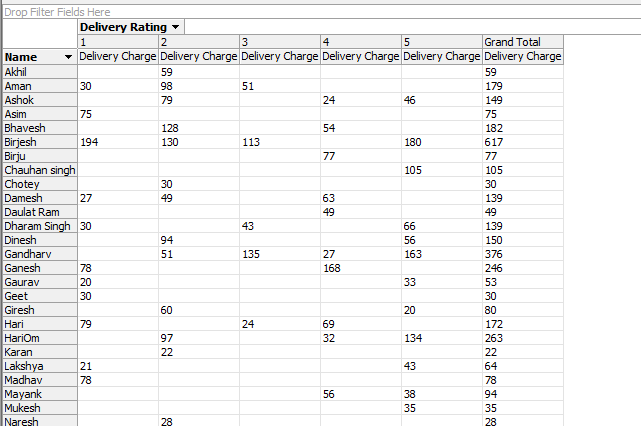 Drop Filter Fields Here
Delivery Rating
1 2 3 4 5 Grand Total
Name Delivery Charge Delivery Charge Delivery Charge Delivery Charge Delivery Charge Delivery Charge
Akhil 59 59
Aman 30 98 51 179
Ashok 79 24 46 149
Asim 75 75
Bhavesh 128 54 182
Birjesh 194 130 113 180 617
Birju 77 77
Chauhan singh 105 105
Chotey 30 30
Damesh 27 49 63 139
Daulat Ram 49 49
Dharam Singh 30 43 66 139
Dinesh 94 56 150
Gandharv 51 135 27 163 376
Ganesh 78 168 246
Gaurav 20 33 53
Geet 30 30
Giresh 60 20 80
Hari 79 24 69 172
HariOm 97 32 134 263
Karan 22 22
Lakshya 21 43 64
Madhav 78 78
Mayank 56 38 94
Mukesh 35 35
Naresh 28 28